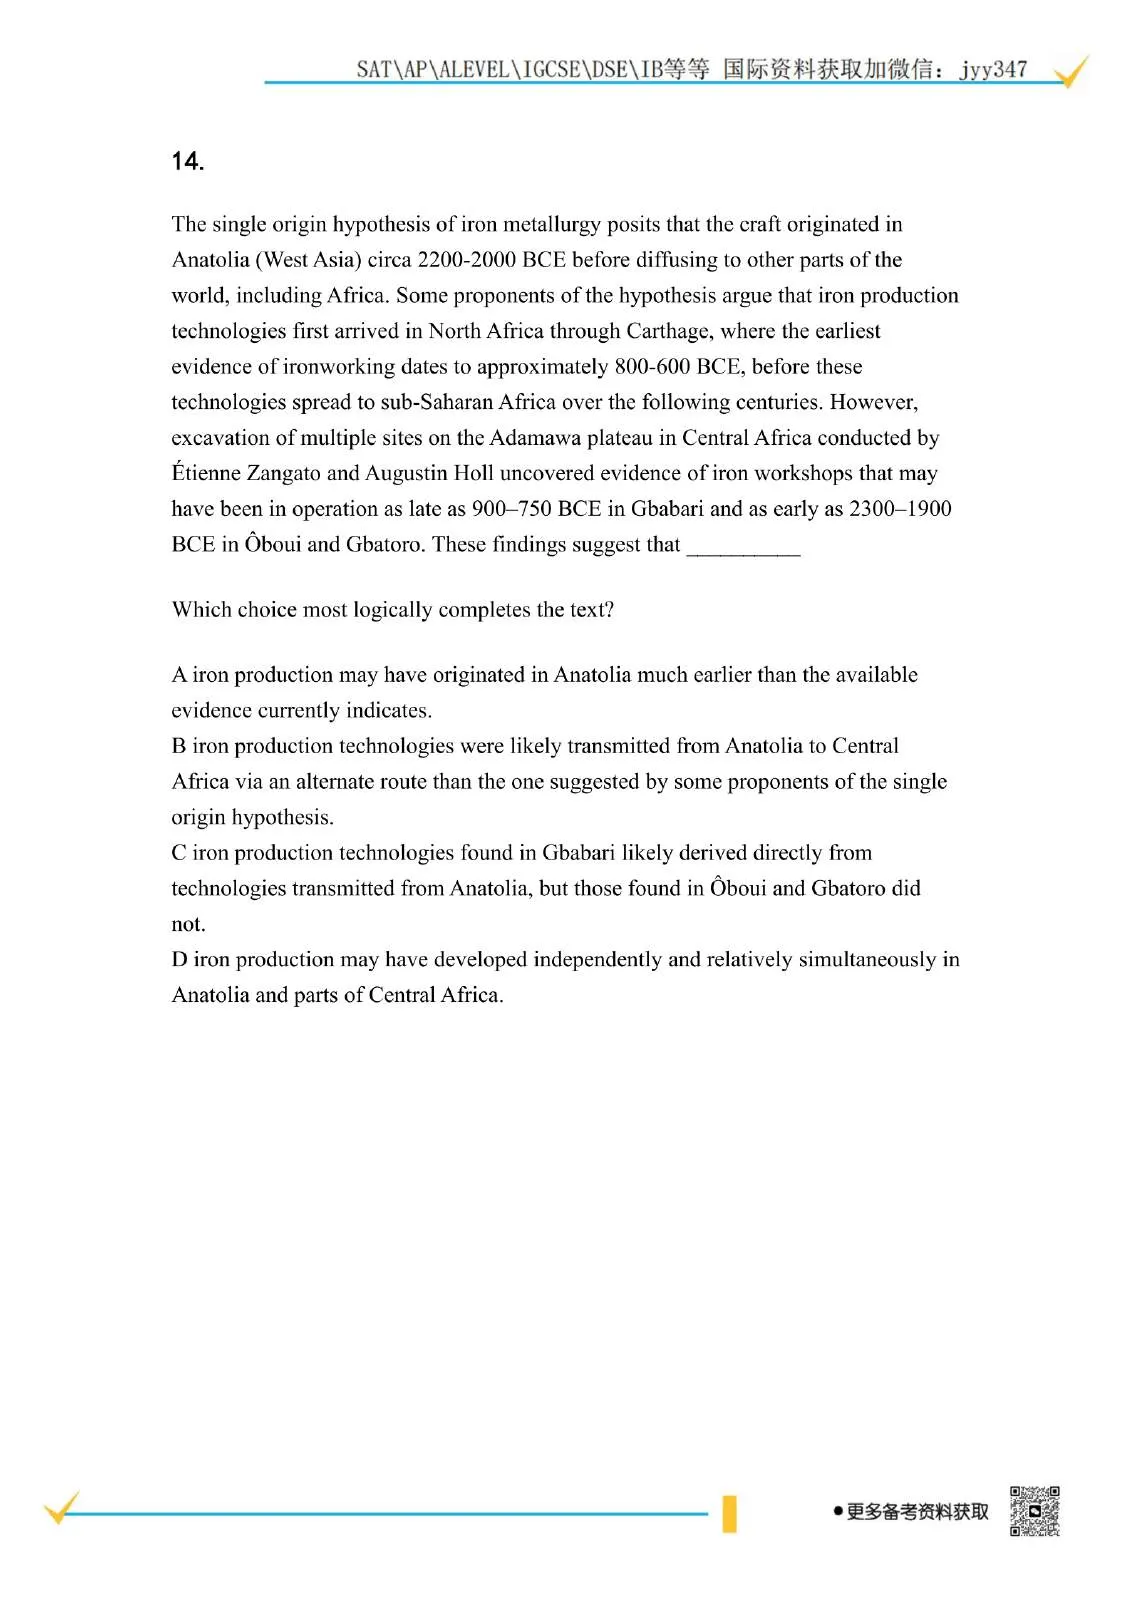 SAT\AP\ALEVEL\IGCSE\DSE\IB等等 国际资料获取加微信：jyy347
14.
The single origin hypothesis of iron metallurgy posits that the craft originated in
Anatolia (West Asia) circa 2200-2000 BCE before diffusing to other parts of the
world, including Africa. Some proponents of the hypothesis argue that iron production
technologies first arrived in North Africa through Carthage, where the earliest
evidence of ironworking dates to approximately 800-600 BCE, before these
technologies spread to sub-Saharan Africa over the following centuries. However,
excavation of multiple sites on the Adamawa plateau in Central Africa conducted by
Étienne Zangato and Augustin Holl uncovered evidence of iron workshops that may
have been in operation as late as 900–750 BCE in Gbabari and as early as 2300–1900
BCE in Ôboui and Gbatoro. These findings suggest that __________
Which choice most logically completes the text?
A iron production may have originated in Anatolia much earlier than the available
evidence currently indicates.
B iron production technologies were likely transmitted from Anatolia to Central
Africa via an alternate route than the one suggested by some proponents of the single
origin hypothesis.
C iron production technologies found in Gbabari likely derived directly from
technologies transmitted from Anatolia, but those found in Ôboui and Gbatoro did
not.
D iron production may have developed independently and relatively simultaneously in
Anatolia and parts of Central Africa.
●更多备考资料获取